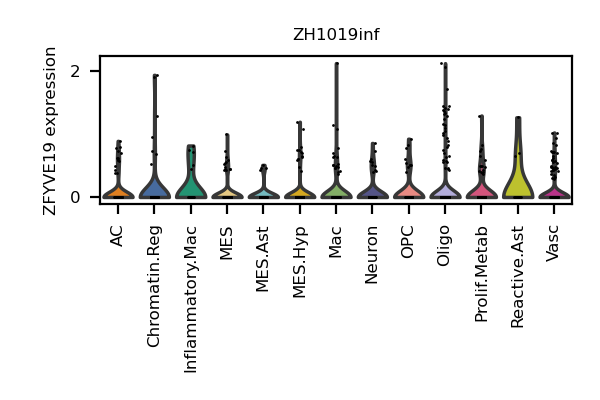 ZH1019inf
ZFYVE19 expression
2
0
AC
Chromatin.Reg
Inflammatory.Mac
MES
MES.Ast
MES.Hyp
Mac
Neuron
OPC
Oligo
Prolif.Metab
Reactive.Ast
Vasc